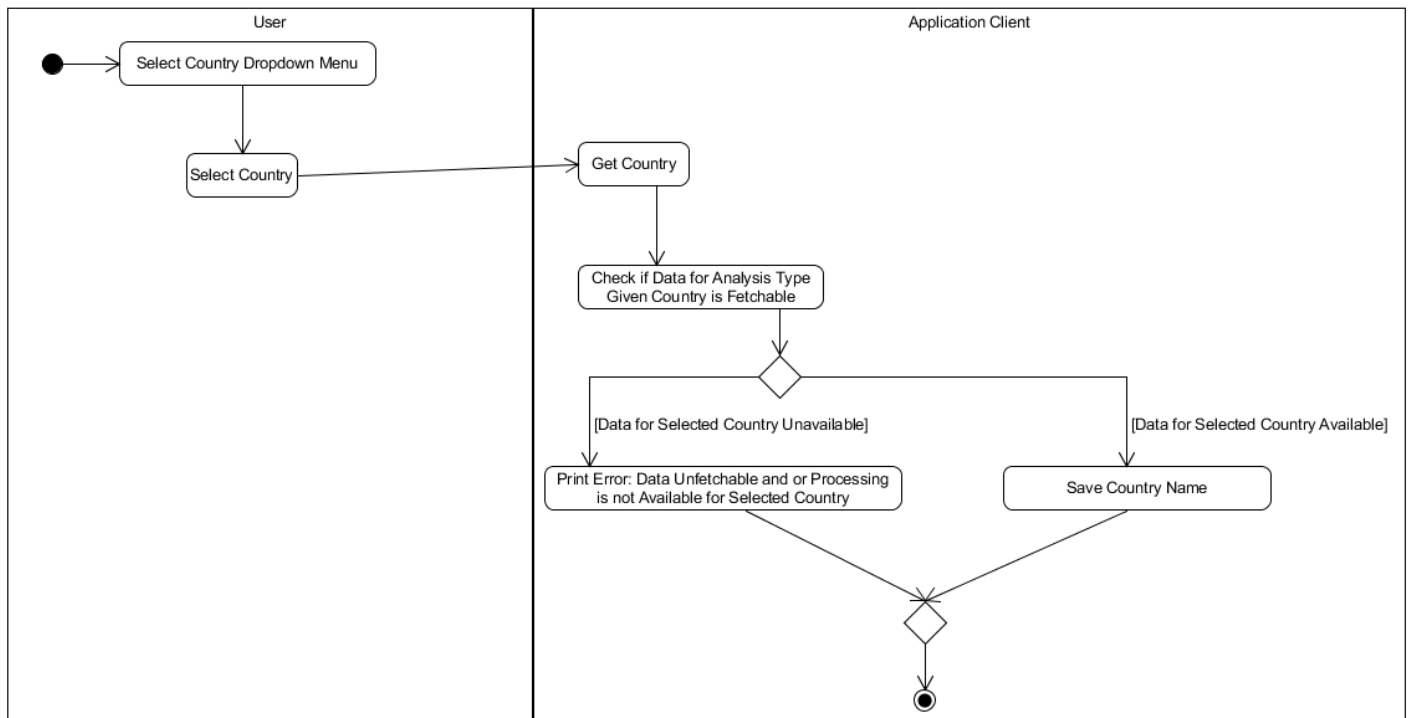 User
Application Client
Select Country Dropdown Menu
Select Country
Get Country
Check if Data for Analysis Type
Given Country is Fetchable
[Data for Selected Country Unavailable]
[Data for Selected Country Available]
Print Error: Data Unfetchable and or Processing
is not Available for Selected Country
Save Country Name